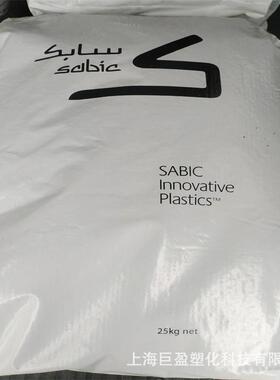 سابك
sabic
SABIC
Innovative
Plastics™
25kg net
上海巨盈塑化科技有限